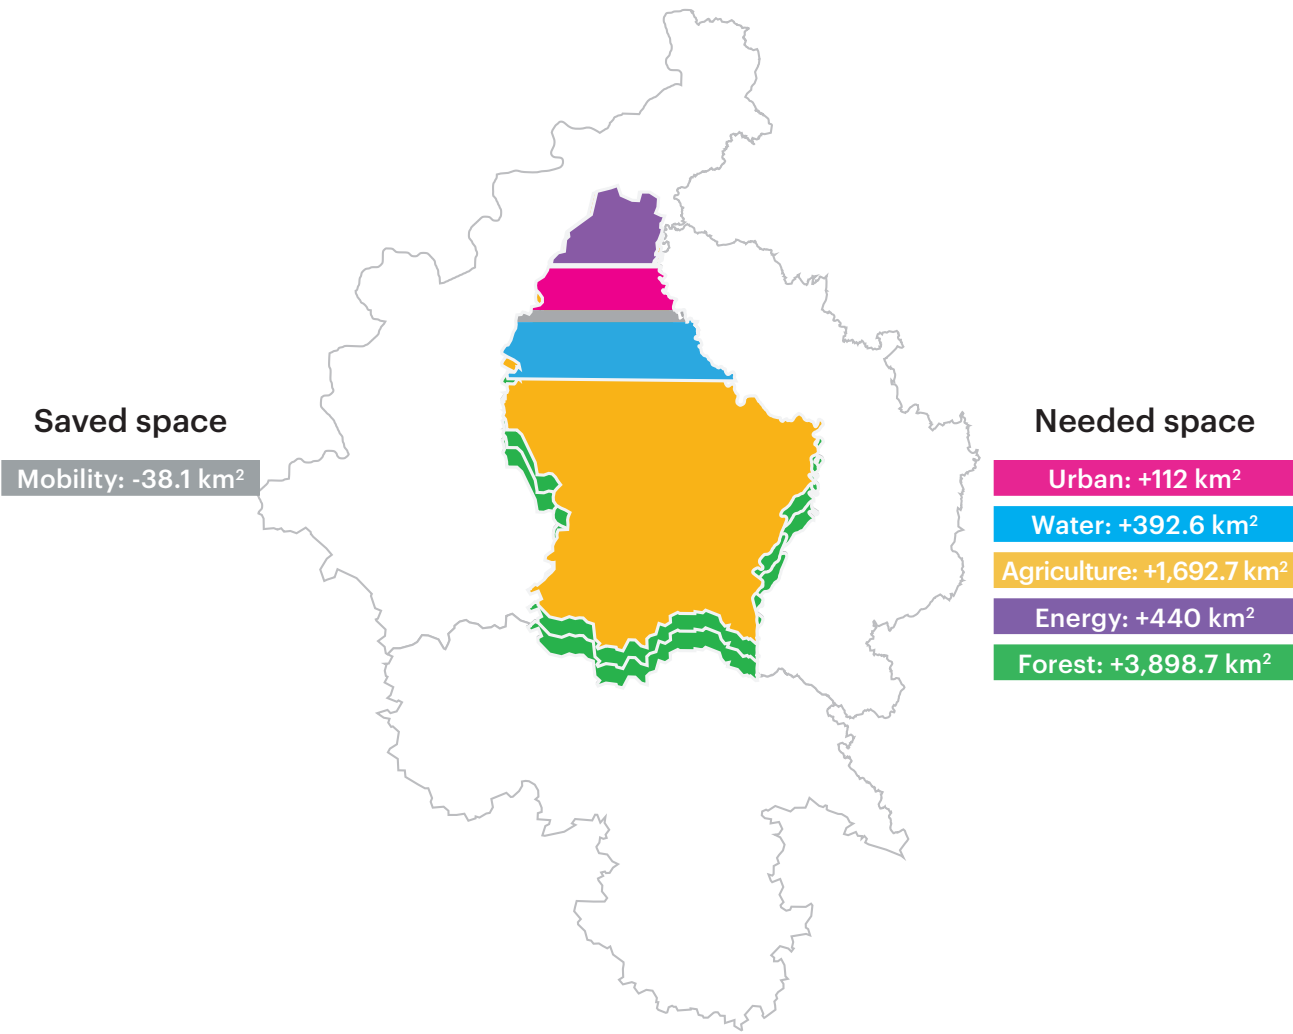 Saved space
Mobility: -38.1 km²
Needed space
Urban: +112 km²
Water: +392.6 km²
Agriculture: +1,692.7 km²
Energy: +440 km²
Forest: +3,898.7 km²